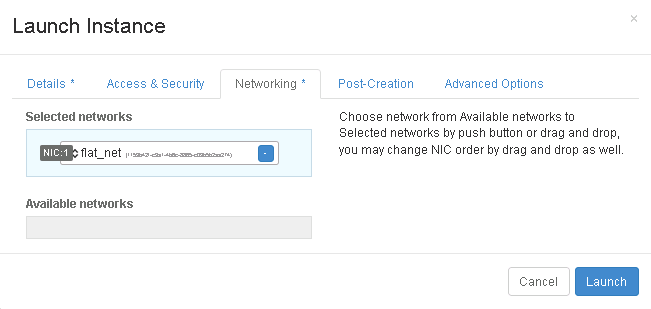 Launch Instance
×
Details * Access & Security Networking * Post-Creation Advanced Options
Selected networks
NIC:1 flat_net
-
Available networks
Choose network from Available networks to
Selected networks by push button or drag and drop,
you may change NIC order by drag and drop as well.
Cancel Launch